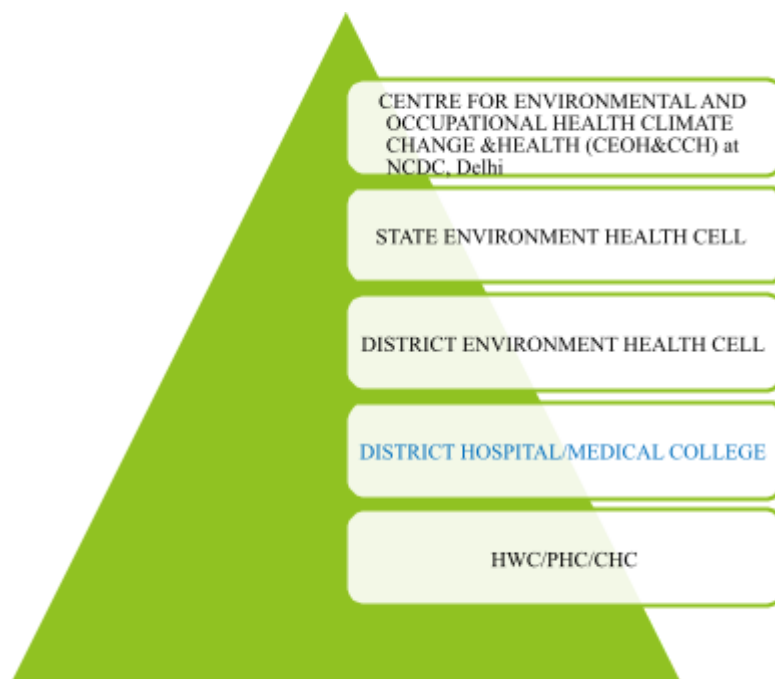 CENTRE FOR ENVIRONMENTAL AND
OCCUPATIONAL HEALTH CLIMATE
CHANGE &HEALTH (CEOH&CCH) at
NCDC, Delhi
STATE ENVIRONMENT HEALTH CELL
DISTRICT ENVIRONMENT HEALTH CELL
DISTRICT HOSPITAL/MEDICAL COLLEGE
HWC/PHC/CHC